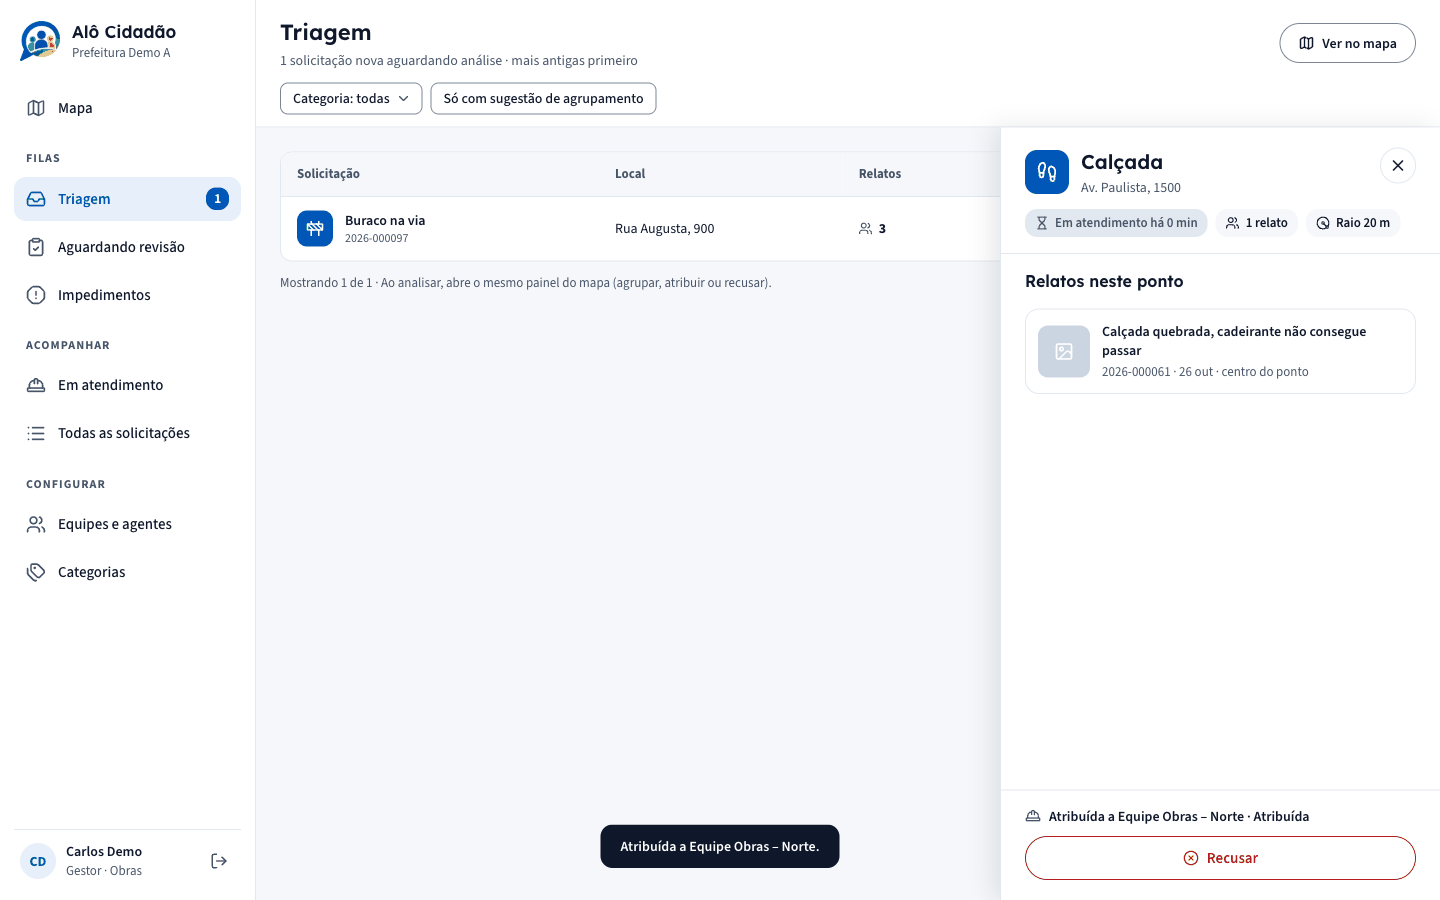 Alô Cidadão
Prefeitura Demo A
Mapa
FILAS
Triagem
1
Aguardando revisão
Impedimentos
ACOMPANHAR
Em atendimento
Todas as solicitações
CONFIGURAR
Equipes e agentes
Categorias
CD
Carlos Demo
Gestor · Obras
Triagem
1 solicitação nova aguardando análise · mais antigas primeiro
Ver no mapa
Categoria: todas
Só com sugestão de agrupamento
Solicitação
Local
Relatos
Buraco na via
2026-000097
Rua Augusta, 900
3
Mostrando 1 de 1 · Ao analisar, abre o mesmo painel do mapa (agrupar, atribuir ou recusar).
Atribuída a Equipe Obras – Norte.
Calçada
Av. Paulista, 1500
Em atendimento há 0 min
1 relato
Raio 20 m
Relatos neste ponto
Calçada quebrada, cadeirante não consegue
passar
2026-000061 · 26 out · centro do ponto
Atribuída a Equipe Obras – Norte · Atribuída
Recusar